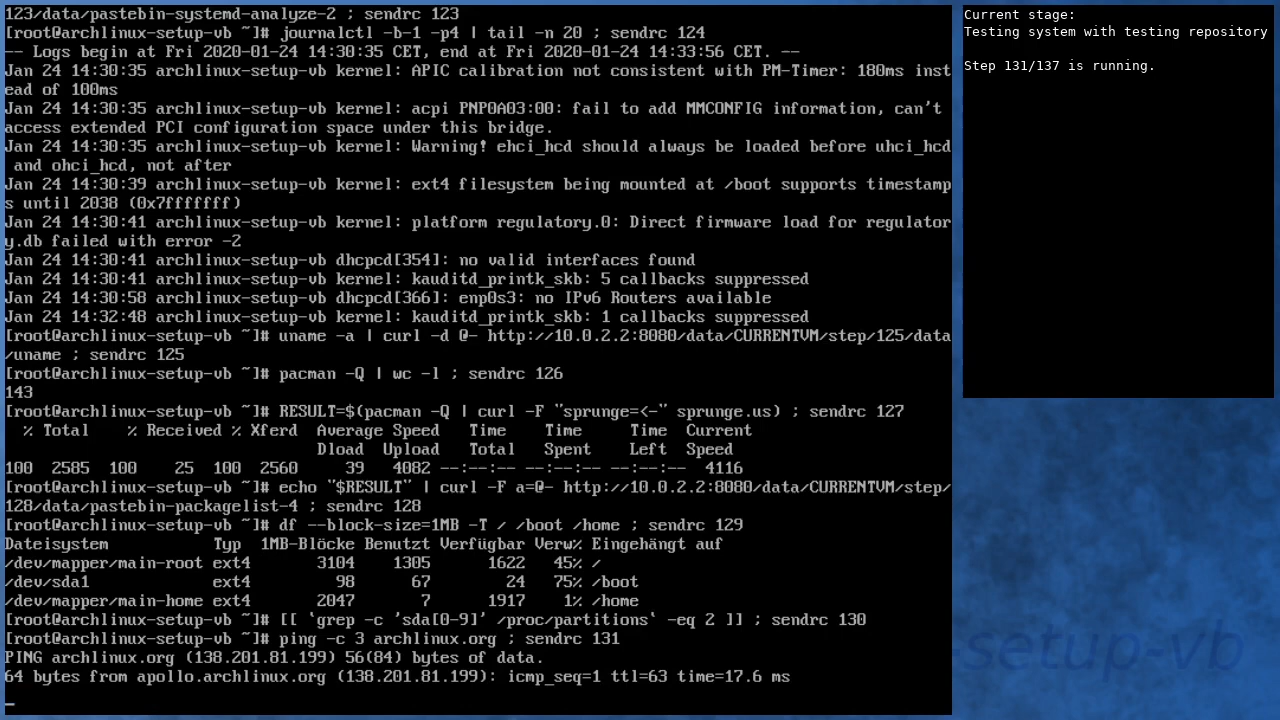 123/data/pastebin-systemd-analyze-2 ; sendrc 123
[root@archlinux-setup-vb ~]# journalctl -b-1 -p4 | tail -n 20 ; sendrc 124
-- Logs begin at Fri 2020-01-24 14:30:35 CET, end at Fri 2020-01-24 14:33:56 CET. --
Jan 24 14:30:35 archlinux-setup-vb kernel: APIC calibration not consistent with PM-Timer: 180ms inst
ead of 100ms
Jan 24 14:30:35 archlinux-setup-vb kernel: acpi PNP0A03:00: fail to add MMCONFIG information, can't
access extended PCI configuration space under this bridge.
Jan 24 14:30:35 archlinux-setup-vb kernel: Warning! ehci_hcd should always be loaded before uhci_hcd
 and ohci_hcd, not after
Jan 24 14:30:39 archlinux-setup-vb kernel: ext4 filesystem being mounted at /boot supports timestamp
s until 2038 (0x7fffffff)
Jan 24 14:30:41 archlinux-setup-vb kernel: platform regulatory.0: Direct firmware load for regulator
y.db failed with error -2
Jan 24 14:30:41 archlinux-setup-vb dhcpcd[354]: no valid interfaces found
Jan 24 14:30:41 archlinux-setup-vb kernel: kauditd_printk_skb: 5 callbacks suppressed
Jan 24 14:30:58 archlinux-setup-vb dhcpcd[366]: enp0s3: no IPv6 Routers available
Jan 24 14:32:48 archlinux-setup-vb kernel: kauditd_printk_skb: 1 callbacks suppressed
[root@archlinux-setup-vb ~]# uname -a | curl -d @- http://10.0.2.2:8080/data/CURRENTVM/step/125/data
/uname ; sendrc 125
[root@archlinux-setup-vb ~]# pacman -Q | wc -l ; sendrc 126
143
[root@archlinux-setup-vb ~]# RESULT=$(pacman -Q | curl -F "sprunge=<-" sprunge.us) ; sendrc 127
  % Total    % Received % Xferd  Average Speed   Time    Time     Time  Current
                                 Dload  Upload   Total   Spent    Left  Speed
100  2585  100    25  100  2560     39   4082 --:--:-- --:--:-- --:--:--  4116
[root@archlinux-setup-vb ~]# echo "$RESULT" | curl -F a=@- http://10.0.2.2:8080/data/CURRENTVM/step/
128/data/pastebin-packagelist-4 ; sendrc 128
[root@archlinux-setup-vb ~]# df --block-size=1MB -T / /boot /home ; sendrc 129
Dateisystem           Typ  1MB-Blöcke Benutzt Verfügbar Verw% Eingehängt auf
/dev/mapper/main-root ext4       3104    1305      1622   45% /
/dev/sda1             ext4         98      67        24   75% /boot
/dev/mapper/main-home ext4       2047       7      1917    1% /home
[root@archlinux-setup-vb ~]# [[ `grep -c 'sda[0-9]' /proc/partitions` -eq 2 ]] ; sendrc 130
[root@archlinux-setup-vb ~]# ping -c 3 archlinux.org ; sendrc 131
PING archlinux.org (138.201.81.199) 56(84) bytes of data.
64 bytes from apollo.archlinux.org (138.201.81.199): icmp_seq=1 ttl=63 time=17.6 ms
_
Current stage:
Testing system with testing repository
Step 131/137 is running.
-setup-vb